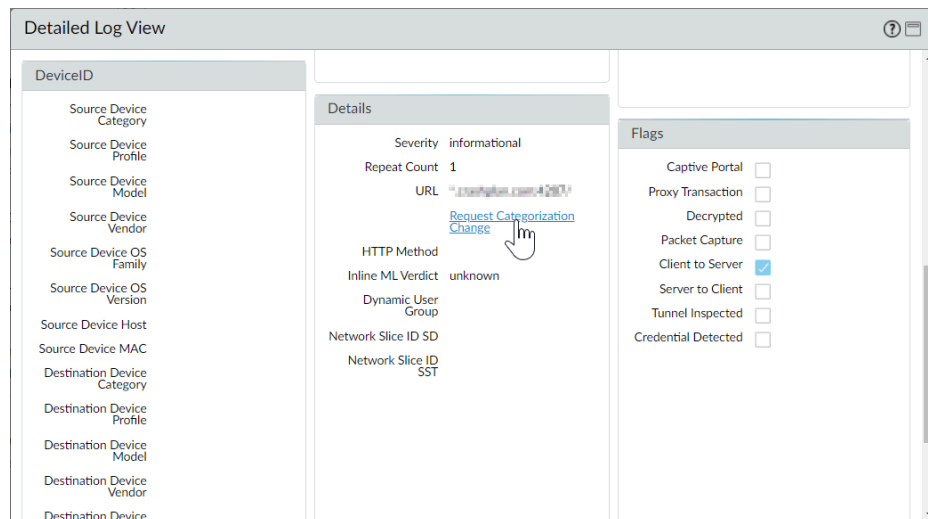 Detailed Log View
DeviceID
Source Device
Category
Source Device
Profile
Source Device
Model
Source Device
Vendor
Source Device OS
Family
Source Device OS
Version
Source Device Host
Source Device MAC
Destination Device
Category
Destination Device
Profile
Destination Device
Model
Destination Device
Vendor
Destination Device
Details
Severity informational
Repeat Count 1
URL
Request Categorization
Change
HTTP Method
Inline ML Verdict unknown
Dynamic User
Group
Network Slice ID SD
Network Slice ID
SST
Flags
Captive Portal
Proxy Transaction
Decrypted
Packet Capture
Client to Server
Server to Client
Tunnel Inspected
Credential Detected